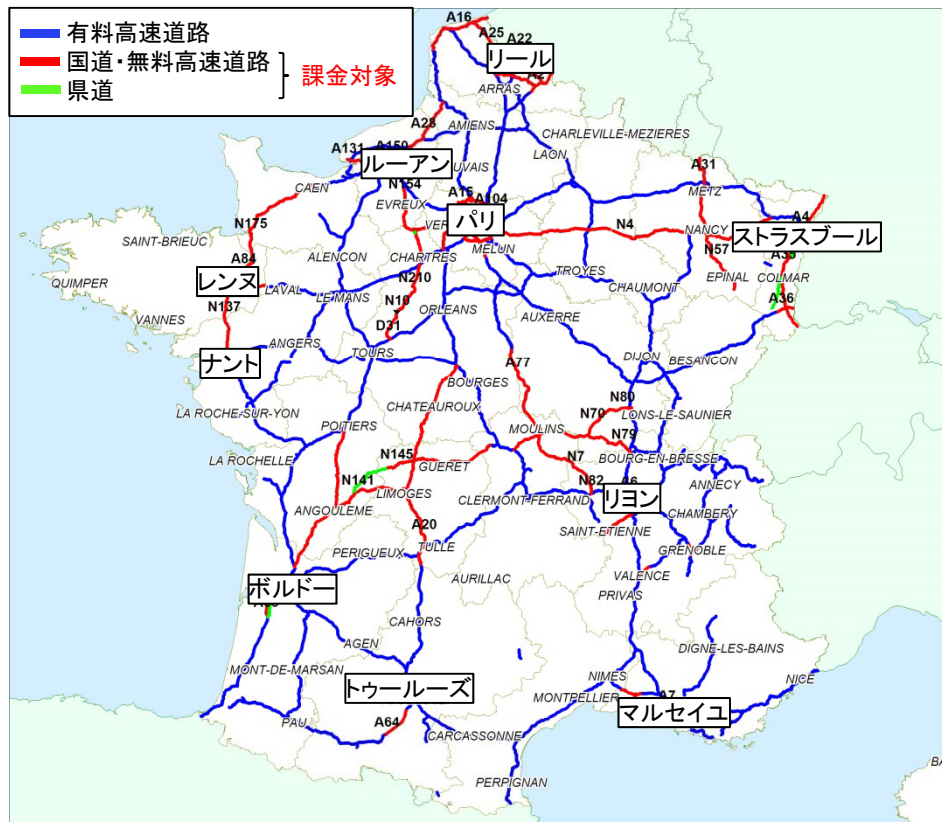 有料高速道路
国道・無料高速道路
県道
課金対象
A16
A25
A22
リール
A2
ARRAS
A28
AMIENS
CHARLEVILLE-MEZIERES
A131
A150
ルーアン
UVAIS
LAON
A31
CAEN
N154
EVREUX
A15
A104
METZ
VER
パリ
N4
NANCY
A4
ストラスブール
N175
SAINT-BRIEUC
MELUN
N57
A35
ALENCON
CHARTRES
TROYES
EPINAL
COLMAR
QUIMPER
A84
レンヌ
LAVAL
N210
CHAUMONT
A36
LE MANS
N10
ORLEANS
VANNES
N137
D31
AUXERRE
ANGERS
TOURS
ナント
A77
DIJON
BESANCON
BOURGES
LA ROCHE-SUR-YON
CHATEAUROUX
N80
N70
LONS-LE-SAUNIER
POITIERS
MOULINS
N79
LA ROCHELLE
N145
GUERET
N7
BOURG-EN-BRESSE
N141
LIMOGES
CLERMONT-FERRAND
N82
ANNECY
リヨン
ANGOULEME
CHAMBERY
A20
SAINT-ETIENNE
PERIGUEUX
TULLE
GRENOBLE
ボルドー
AURILLAC
VALENCE
PRIVAS
CAHORS
AGEN
DIGNE-LES-BAINS
MONT-DE-MARSAN
トゥールーズ
NIMES
NICE
MONTPELLIER
A7
マルセイユ
PAU
A64
CARCASSONNE
PERPIGNAN
BA